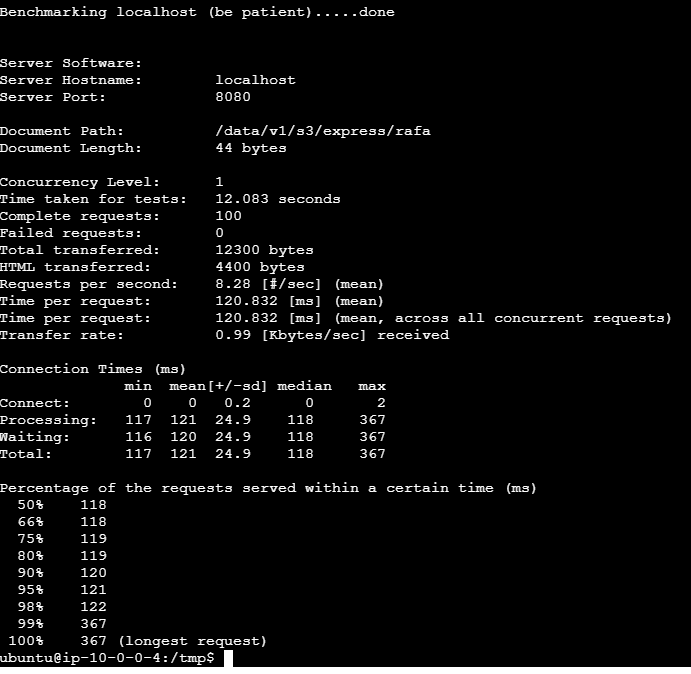 Benchmarking localhost (be patient).....done
Server Software:
Server Hostname:        localhost
Server Port:            8080
Document Path:          /data/v1/s3/express/rafa
Document Length:        44 bytes
Concurrency Level:      1
Time taken for tests:   12.083 seconds
Complete requests:      100
Failed requests:        0
Total transferred:      12300 bytes
HTML transferred:       4400 bytes
Requests per second:    8.28 [#/sec] (mean)
Time per request:       120.832 [ms] (mean)
Time per request:       120.832 [ms] (mean, across all concurrent requests)
Transfer rate:          0.99 [Kbytes/sec] received
Connection Times (ms)
              min  mean[+/-sd] median   max
Connect:        0    0   0.2      0       2
Processing:   117  121  24.9    118     367
Waiting:      116  120  24.9    118     367
Total:        117  121  24.9    118     367
Percentage of the requests served within a certain time (ms)
  50%    118
  66%    118
  75%    119
  80%    119
  90%    120
  95%    121
  98%    122
  99%    367
 100%    367 (longest request)
ubuntu@ip-10-0-0-4:/tmp$